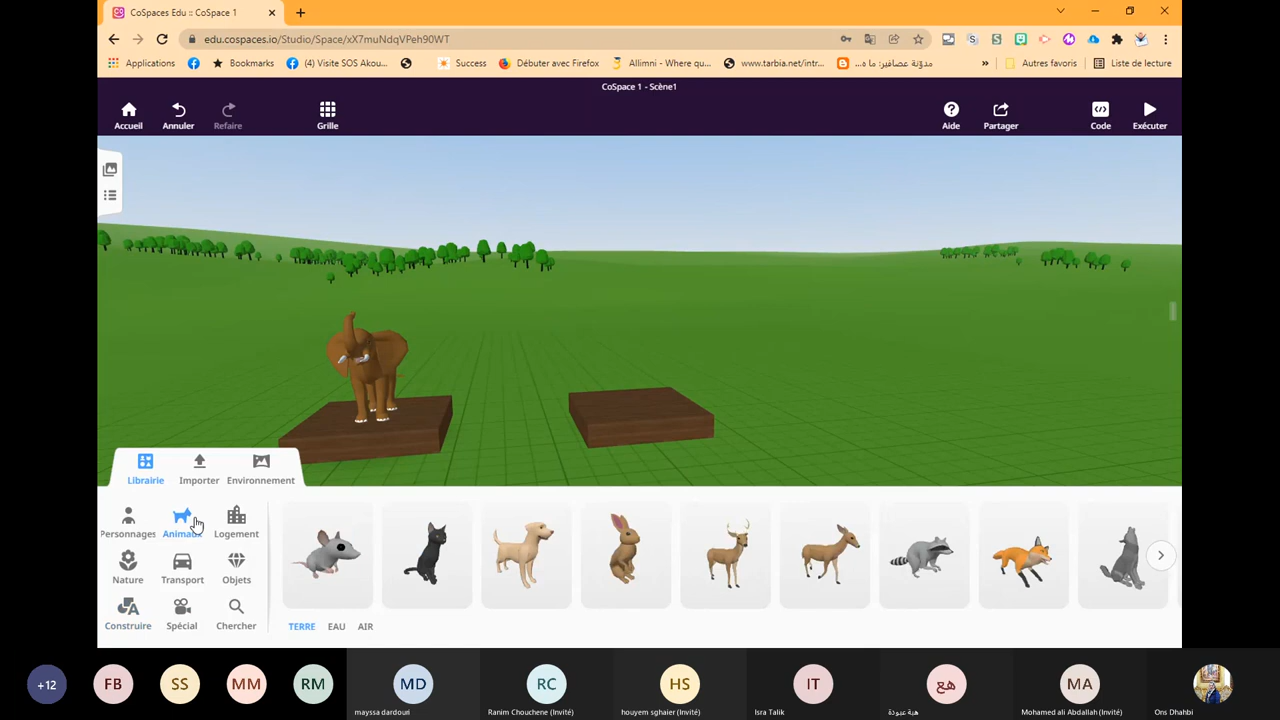 CoSpaces Edu :: CoSpace 1
edu.cospaces.io/Studio/Space/xX7muNdqVPeh90WT
Applications
Bookmarks
(4) Visite SOS Akou...
Success
Débuter avec Firefox
Allimni - Where qu...
www.tarbia.net/intr...
مدوّنة عصافير: ما ه...
»
Autres favoris
Liste de lecture
CoSpace 1 - Scène1
Accueil
Annuler
Refaire
Grille
Aide
Partager
Code
Exécuter
Librairie
Importer
Environnement
Personnages
Animaux
Logement
Nature
Transport
Objets
Construire
Spécial
Chercher
TERRE
EAU
AIR
+12
FB
SS
MM
RM
MD
mayssa dardouri
RC
Ranim Chouchene (Invité)
HS
houyem sghaier (Invité)
IT
Isra Talik
هع
هبة عبودة
MA
Mohamed ali Abdallah (Invité)
Ons Dhahbi